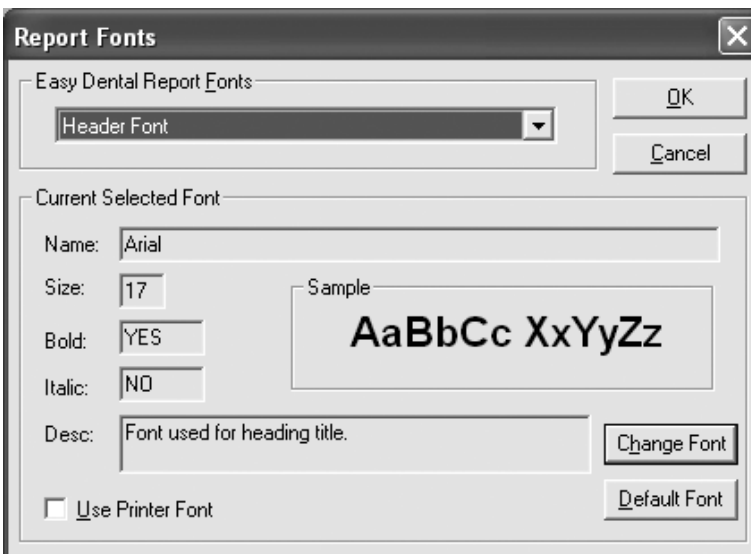 Report Fonts
Easy Dental Report Fonts
Header Font
OK
Cancel
Current Selected Font
Name: Arial
Size: 17
Sample
AaBbCc XxYyZz
Bold: YES
Italic: NO
Desc: Font used for heading title.
Change Font
Use Printer Font
Default Font